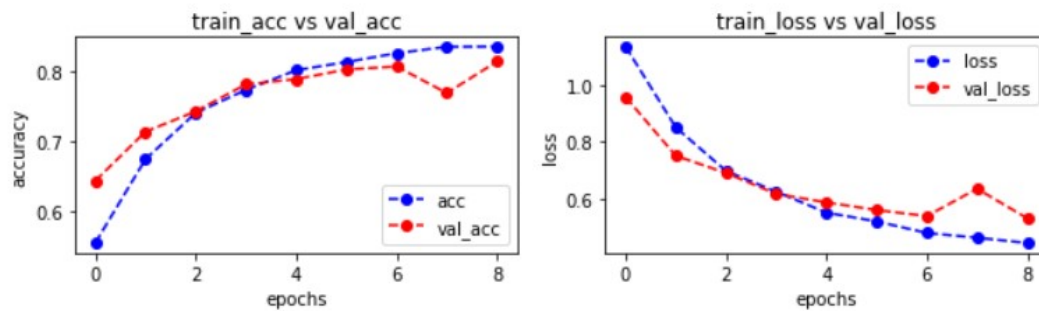 train_acc vs val_acc
accuracy
0.8
0.7
0.6
acc
val_acc
0 2 4 6 8
epochs
train_loss vs val_loss
loss
1.0
0.8
0.6
loss
val_loss
0 2 4 6 8
epochs